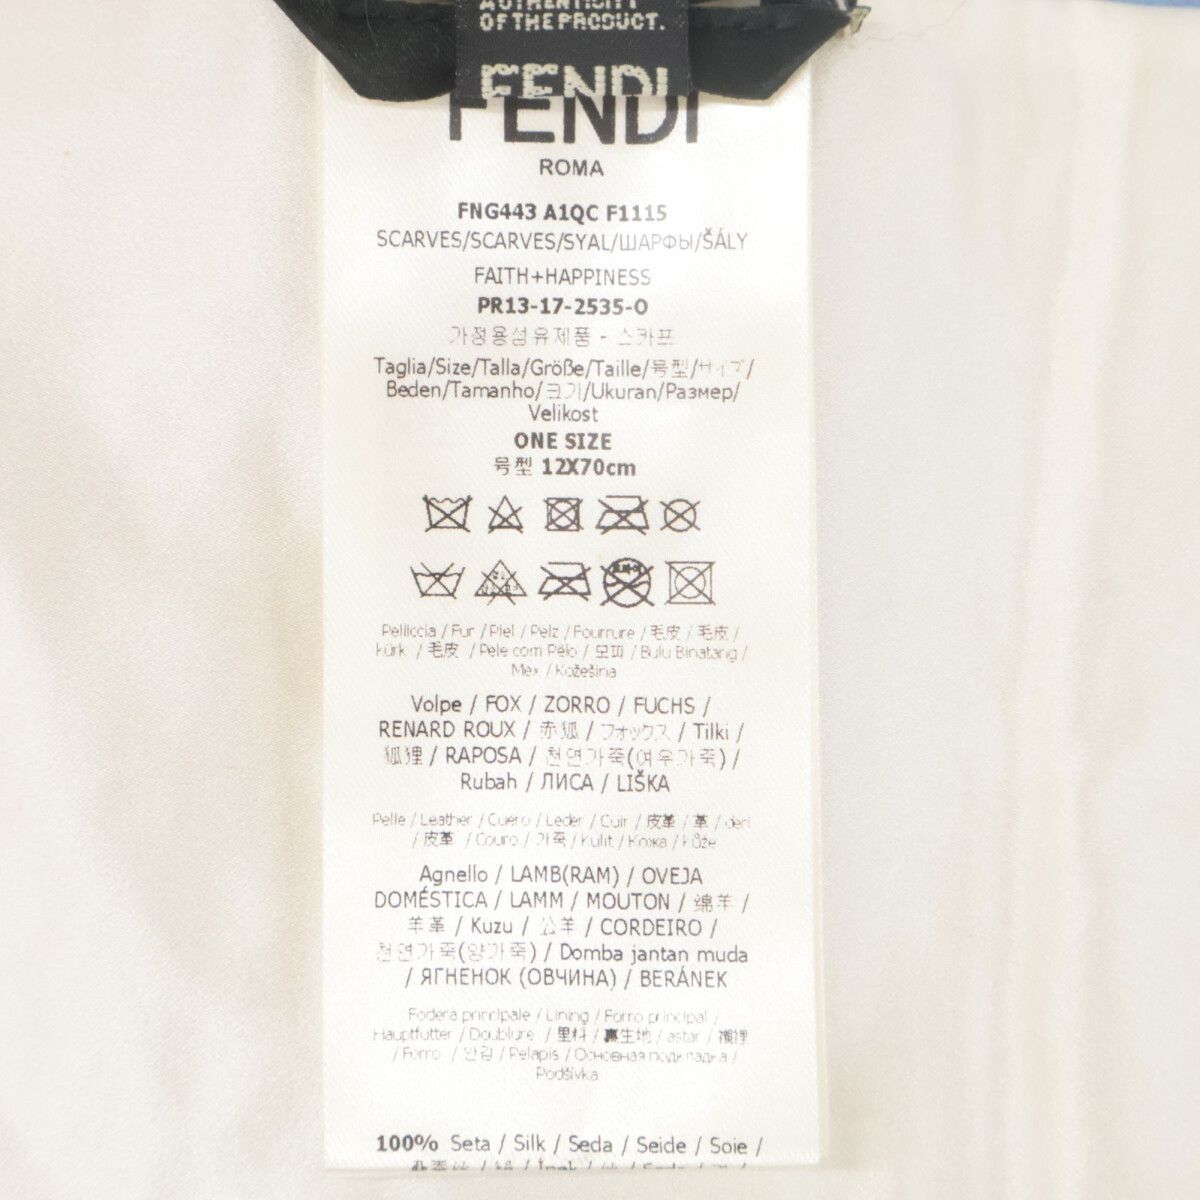 AUTHENTICITY
OF THE PRODUCT.
FENDI
FENDI
ROMA
FNG443 A1QC F1115
SCARVES/SCARVES/SYAL/ШАРФЫ/ŠÁLY
FAITH+HAPPINESS
PR13-17-2535-O
가정용섬유제품 - 스카프
Taglia/Size/Talla/Größe/Taille/号型/サイズ/
Beden/Tamanho/크기/Ukuran/Размер/
Velikost
ONE SIZE
号型 12X70cm
Pelliccia / Fur / Piel / Pelz / Fourrure / 毛皮 / 毛皮 /
kürk / 毛皮 / Pele com Pêlo / 모피 / Bulu Binatang /
Мех / Kožešina
Volpe / FOX / ZORRO / FUCHS /
RENARD ROUX / 赤狐 / フォックス / Tilki /
狐狸 / RAPOSA / 천연가죽(여우가죽) /
Rubah / ЛИСА / LIŠKA
Pelle / Leather / Cuero / Leder / Cuir / 皮革 / 革 / deri
/ 皮革 / Couro / 가죽 / Kulit / Кожа / Kůže
Agnello / LAMB(RAM) / OVEJA
DOMÉSTICA / LAMM / MOUTON / 绵羊 /
羊革 / Kuzu / 公羊 / CORDEIRO /
천연가죽(양가죽) / Domba jantan muda
/ ЯГНЕНОК (ОВЧИНА) / BERÁNEK
Fodera principale / Lining / Forro principal /
Hauptfutter / Doublure / 里料 / 裏生地 / astar / 襯裡
/ Forro / 안감 / Pelapis / Основная подкладка /
Podšívka
100% Seta / Silk / Seda / Seide / Soie /